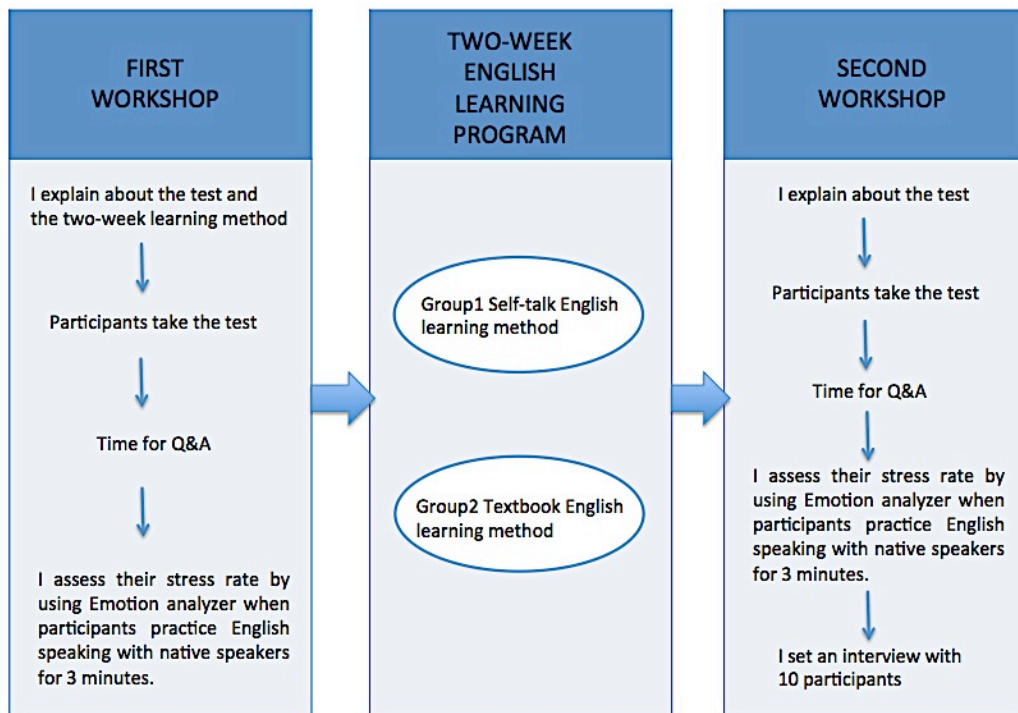 FIRST
WORKSHOP
I explain about the test and
the two-week learning method
Participants take the test
Time for Q&A
I assess their stress rate by
using Emotion analyzer when
participants practice English
speaking with native speakers
for 3 minutes.
TWO-WEEK
ENGLISH
LEARNING
PROGRAM
Group1 Self-talk English
learning method
Group2 Textbook English
learning method
SECOND
WORKSHOP
I explain about the test
Participants take the test
Time for Q&A
I assess their stress rate by
using Emotion analyzer when
participants practice English
speaking with native speakers
for 3 minutes.
I set an interview with
10 participants